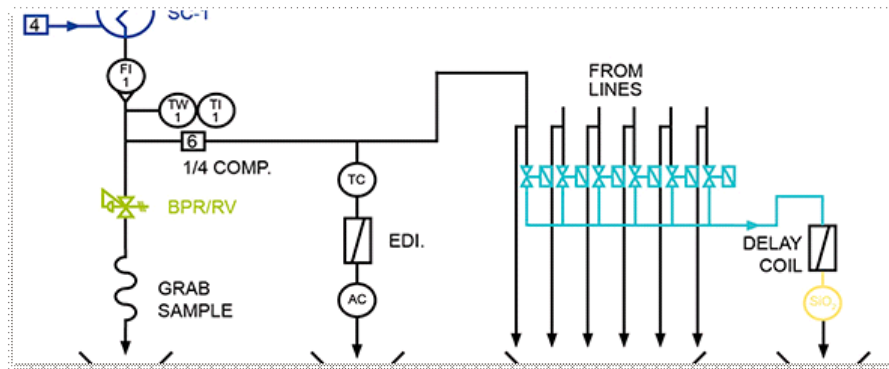 4
SC-1
FI
1
TW
1
TI
1
6
1/4 COMP.
FROM
LINES
TC
BPR/RV
EDI.
DELAY
COIL
AC
GRAB
SAMPLE
SiO₂